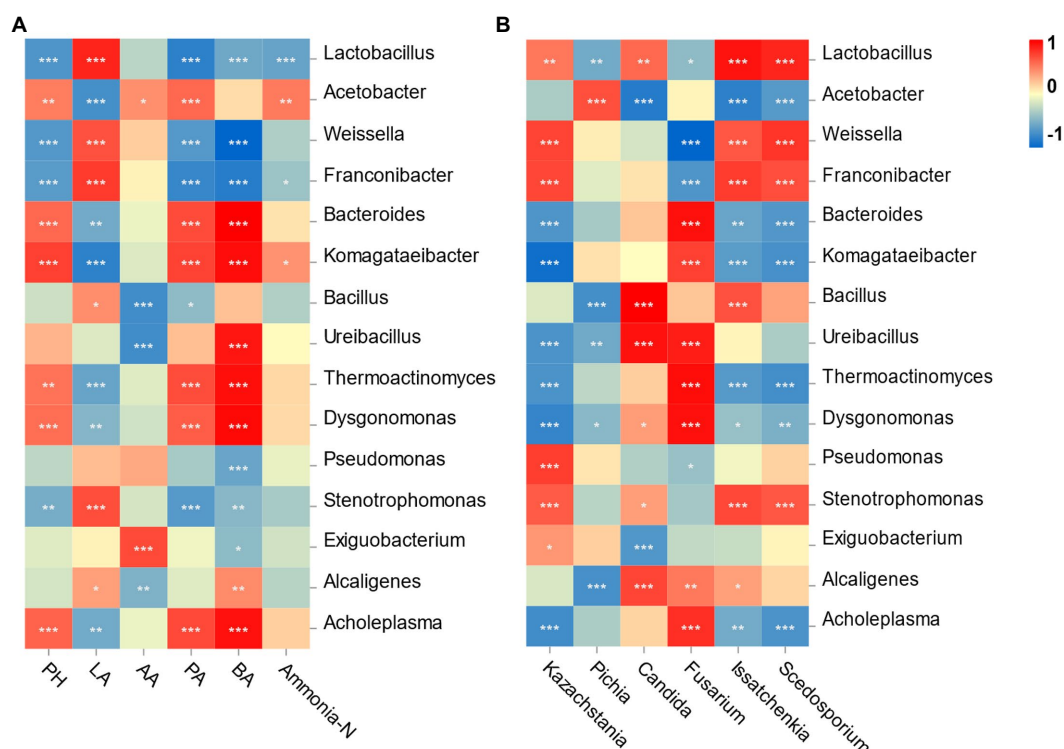 A
*** *** *** *** *** Lactobacillus
** *** * *** ** Acetobacter
*** *** *** *** Weissella
*** *** *** *** * Franconibacter
*** ** *** *** Bacteroides
*** *** *** *** * Komagataeibacter
* *** * Bacillus
*** *** Ureibacillus
** *** *** *** Thermoactinomyces
*** ** *** *** Dysgonomonas
*** Pseudomonas
** *** *** ** Stenotrophomonas
*** * Exiguobacterium
* ** ** Alcaligenes
*** ** *** *** Acholeplasma
PH LA AA PA BA Ammonia-N
B
** ** ** * *** *** Lactobacillus
*** *** *** *** Acetobacter
*** *** *** *** Weissella
*** *** *** *** Franconibacter
*** *** ** *** Bacteroides
*** *** *** *** Komagataeibacter
*** *** *** Bacillus
*** ** *** *** Ureibacillus
*** *** *** *** Thermoactinomyces
*** * * *** * ** Dysgonomonas
*** * Pseudomonas
*** * *** *** Stenotrophomonas
* *** Exiguobacterium
*** *** ** * Alcaligenes
*** *** ** *** Acholeplasma
Kazachstania Pichia Candida Fusarium Issatchenkia Scedosporium
1
0
-1